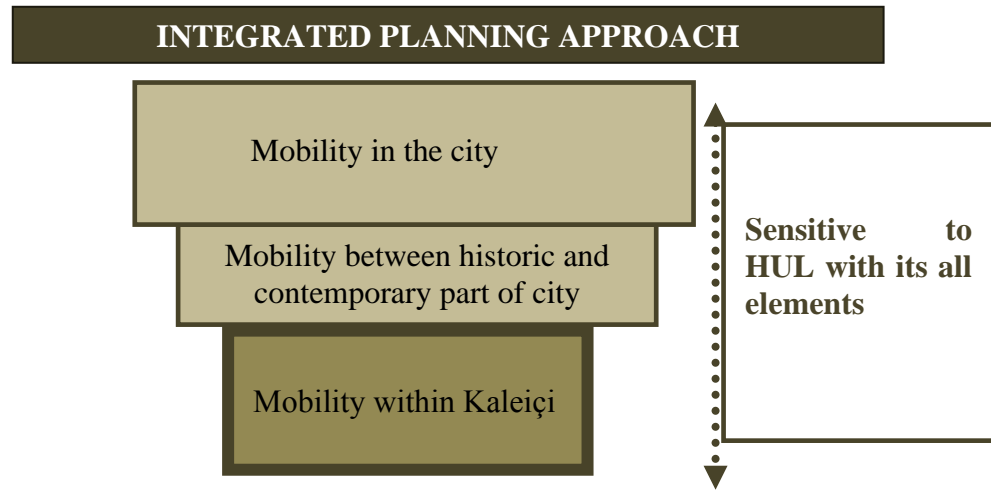 INTEGRATED PLANNING APPROACH
Mobility in the city
Mobility between historic and
contemporary part of city
Mobility within Kaleiçi
Sensitive to
HUL with its all
elements